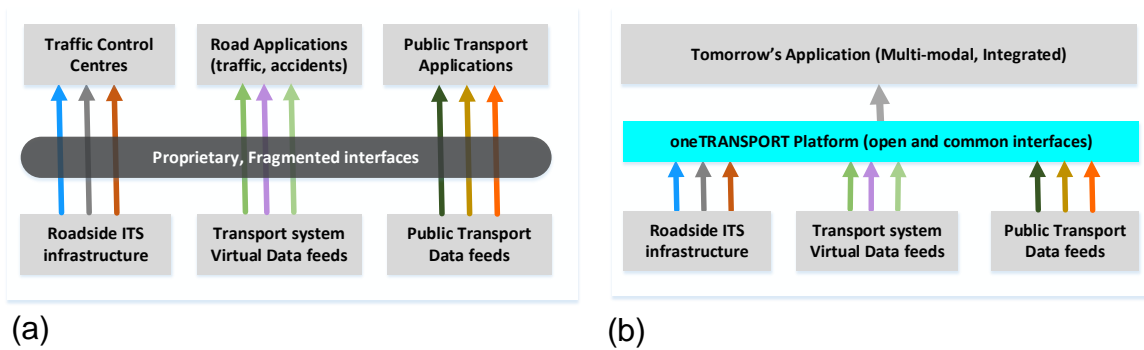 Traffic Control
Centres
Road Applications
(traffic, accidents)
Public Transport
Applications
Proprietary, Fragmented interfaces
Roadside ITS
infrastructure
Transport system
Virtual Data feeds
Public Transport
Data feeds
(a)
Tomorrow's Application (Multi-modal, Integrated)
oneTRANSPORT Platform (open and common interfaces)
Roadside ITS
infrastructure
Transport system
Virtual Data feeds
Public Transport
Data feeds
(b)